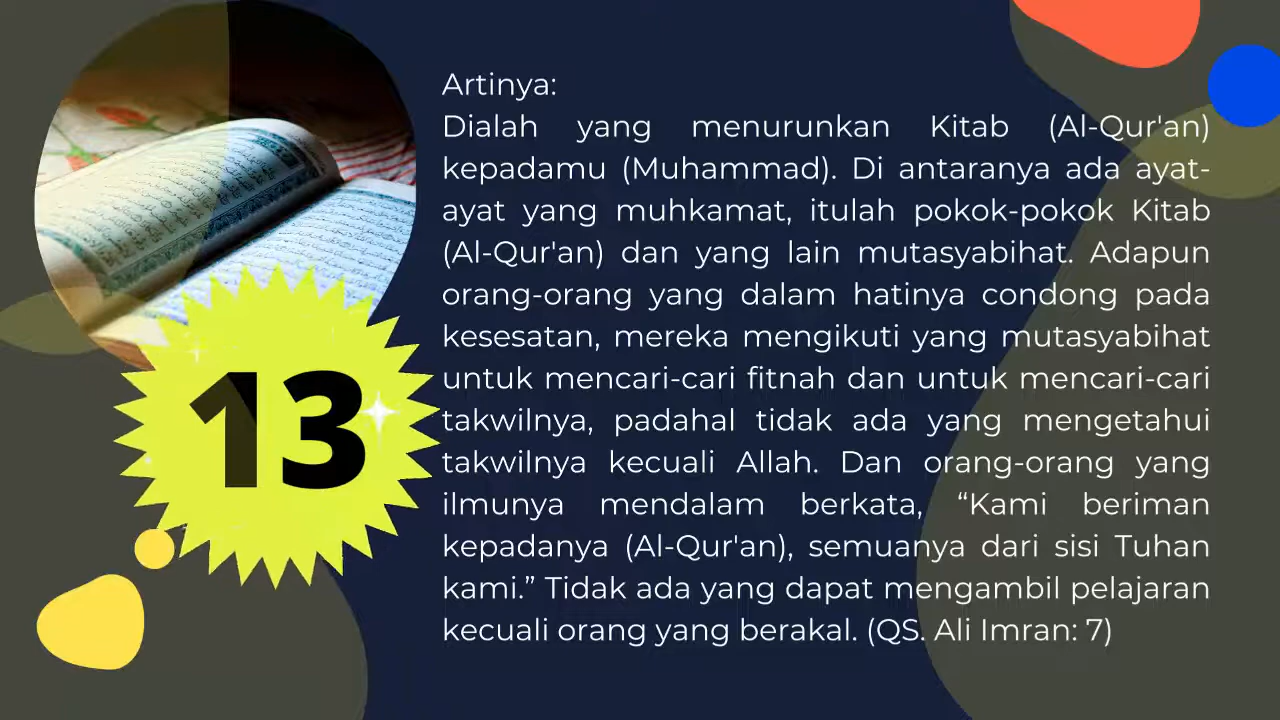 Artinya:
Dialah yang menurunkan Kitab (Al-Qur'an)
kepadamu (Muhammad). Di antaranya ada ayat-
ayat yang muhkamat, itulah pokok-pokok Kitab
(Al-Qur'an) dan yang lain mutasyabihat. Adapun
orang-orang yang dalam hatinya condong pada
kesesatan, mereka mengikuti yang mutasyabihat
untuk mencari-cari fitnah dan untuk mencari-cari
takwilnya, padahal tidak ada yang mengetahui
takwilnya kecuali Allah. Dan orang-orang yang
ilmunya mendalam berkata, “Kami beriman
kepadanya (Al-Qur'an), semuanya dari sisi Tuhan
kami.” Tidak ada yang dapat mengambil pelajaran
kecuali orang yang berakal. (QS. Ali Imran: 7)
13